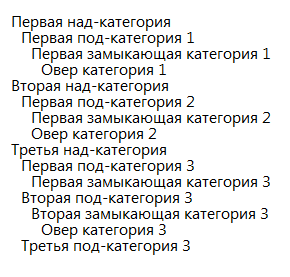 Первая над-категория
Первая под-категория 1
Первая замыкающая категория 1
Овер категория 1
Вторая над-категория
Первая под-категория 2
Первая замыкающая категория 2
Овер категория 2
Третья над-категория
Первая под-категория 3
Первая замыкающая категория 3
Вторая под-категория 3
Вторая замыкающая категория 3
Овер категория 3
Третья под-категория 3